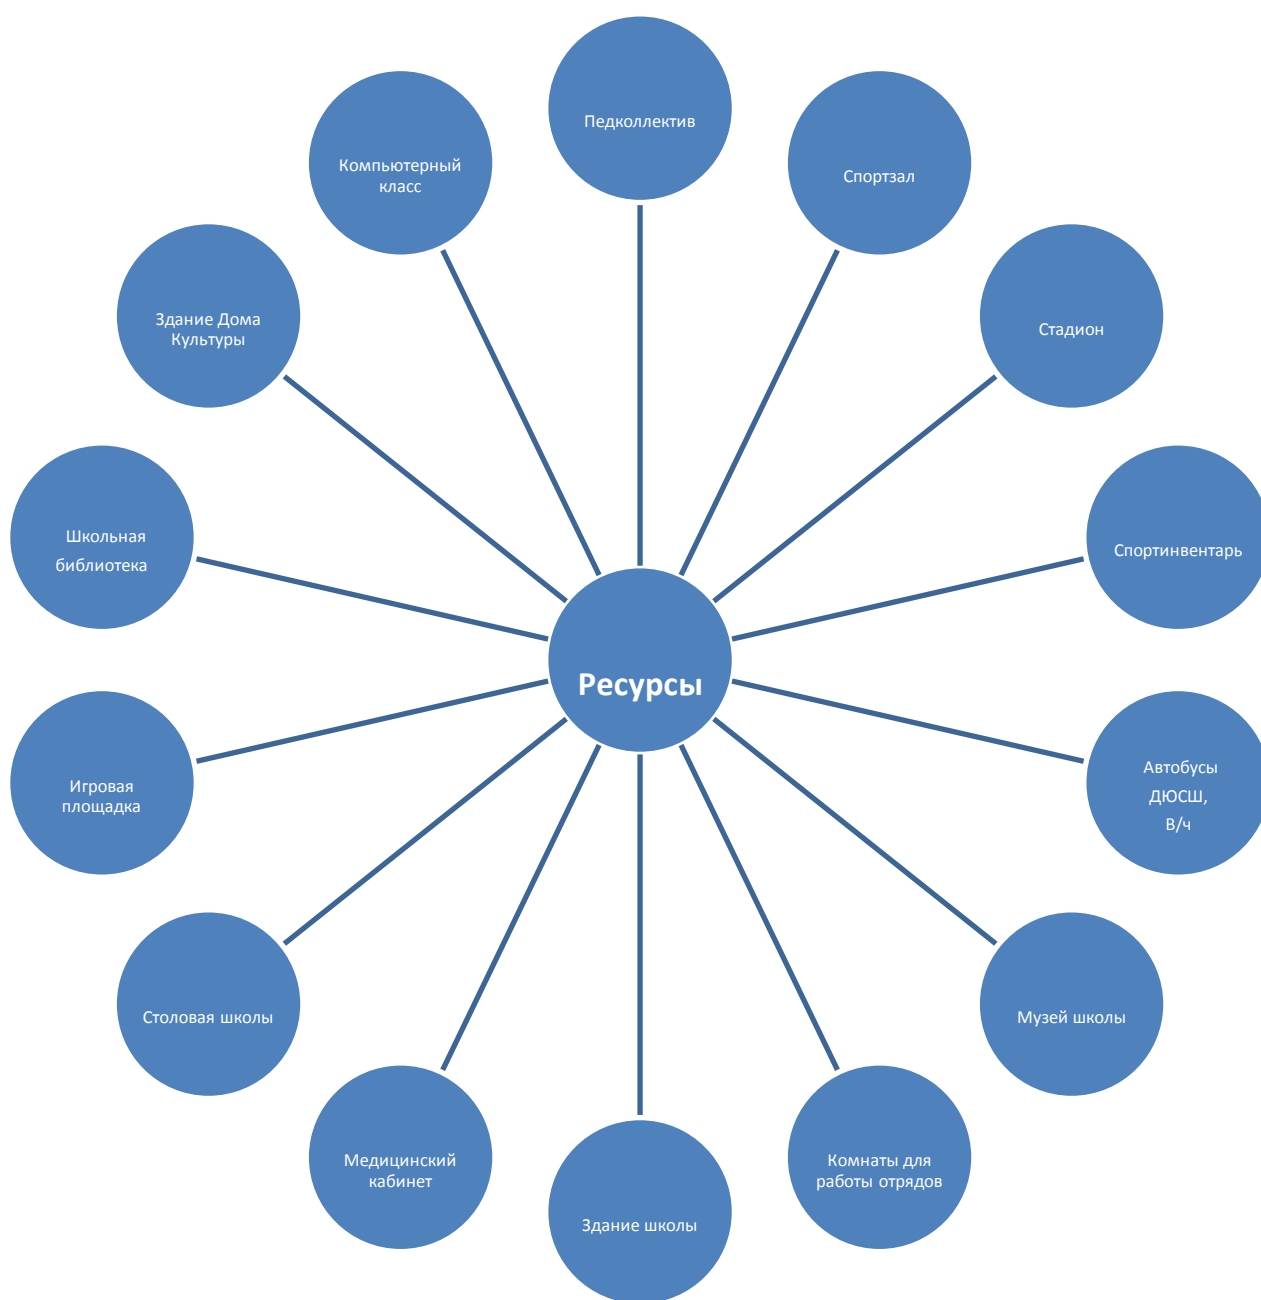 Педколлектив
Компьютерный
класс
Спортзал
Здание Дома
Культуры
Стадион
Школьная
библиотека
Спортинвентарь
Ресурсы
Игровая
площадка
Автобусы
ДЮСШ,
В/ч
Столовая школы
Музей школы
Медицинский
кабинет
Комнаты для
работы отрядов
Здание школы